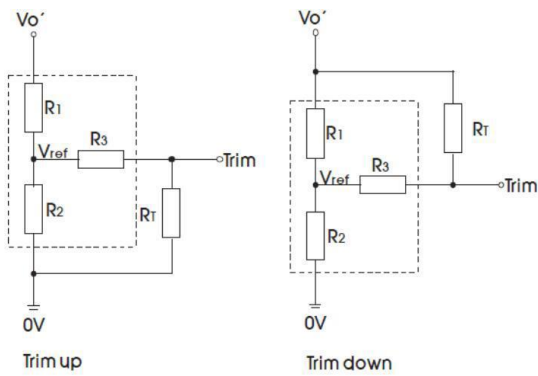 Vo´
R1
R3
Vref
Trim
R2
RT
0V
Trim up
Vo´
R1
RT
R3
Vref
Trim
R2
0V
Trim down